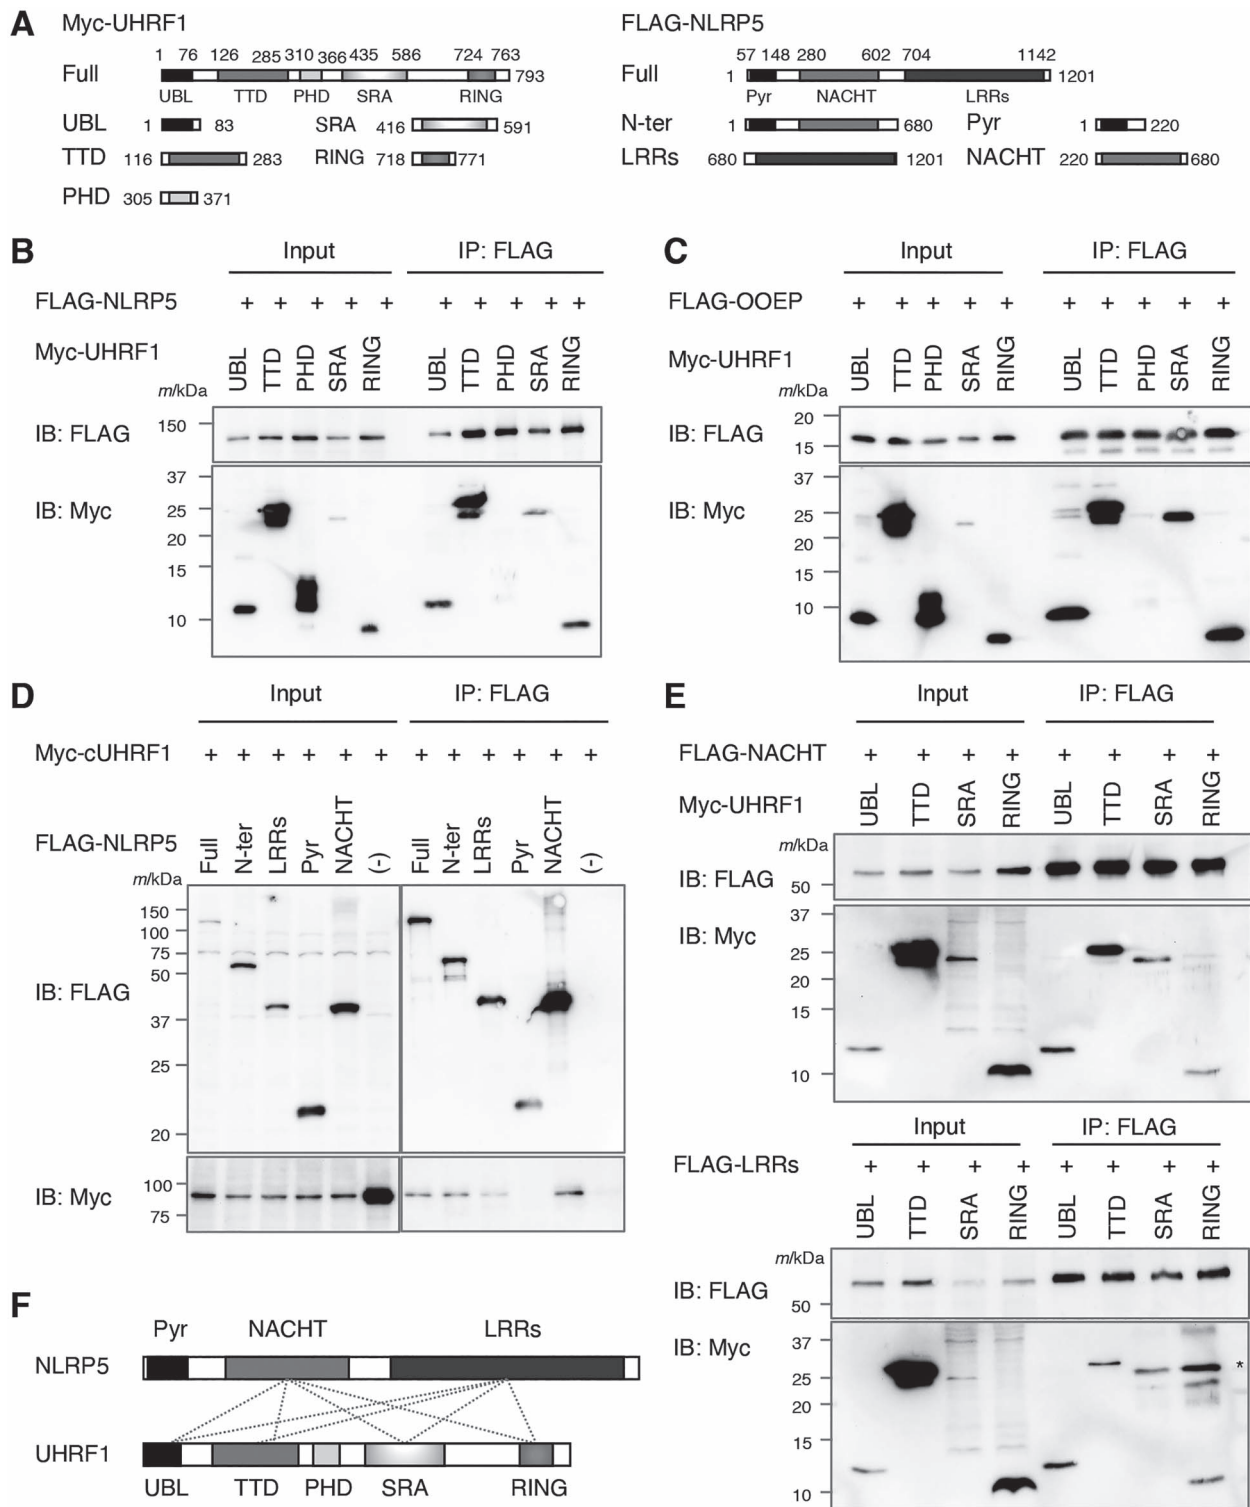 A
Myc-UHRF1
1 76 126 285 310 366 435 586 724 763
Full 793
UBL TTD PHD SRA RING
UBL 1 83 SRA 416 591
TTD 116 283 RING 718 771
PHD 305 371
FLAG-NLRP5
57 148 280 602 704 1142
Full 1 1201
Pyr NACHT LRRs
N-ter 1 680 Pyr 1 220
LRRs 680 1201 NACHT 220 680
B
Input IP: FLAG
FLAG-NLRP5 + + + + + + + + + +
Myc-UHRF1 UBL TTD PHD SRA RING UBL TTD PHD SRA RING
m/kDa
IB: FLAG 150
IB: Myc
37
25
20
15
10
C
Input IP: FLAG
FLAG-OOEP + + + + + + + + + +
Myc-UHRF1 UBL TTD PHD SRA RING UBL TTD PHD SRA RING
m/kDa
IB: FLAG
20
15
IB: Myc
37
25
20
15
10
D
Input IP: FLAG
Myc-cUHRF1 + + + + + + + + + + + +
FLAG-NLRP5 Full N-ter LRRs Pyr NACHT (-) Full N-ter LRRs Pyr NACHT (-)
m/kDa
IB: FLAG
150
100
75
50
37
25
20
IB: Myc
100
75
E
Input IP: FLAG
FLAG-NACHT + + + + + + + +
Myc-UHRF1 UBL TTD SRA RING UBL TTD SRA RING
m/kDa
IB: FLAG 50
IB: Myc
37
25
20
15
10
Input IP: FLAG
FLAG-LRRs + + + + + + + +
UBL TTD SRA RING UBL TTD SRA RING
m/kDa
IB: FLAG 50
IB: Myc
37
25
20
15
10
*
F
Pyr NACHT LRRs
NLRP5
UHRF1
UBL TTD PHD SRA RING